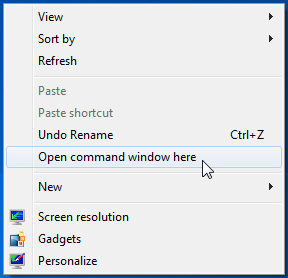 View
Sort by
Refresh
Paste
Paste shortcut
Undo Rename Ctrl+Z
Open command window here
New
Screen resolution
Gadgets
Personalize